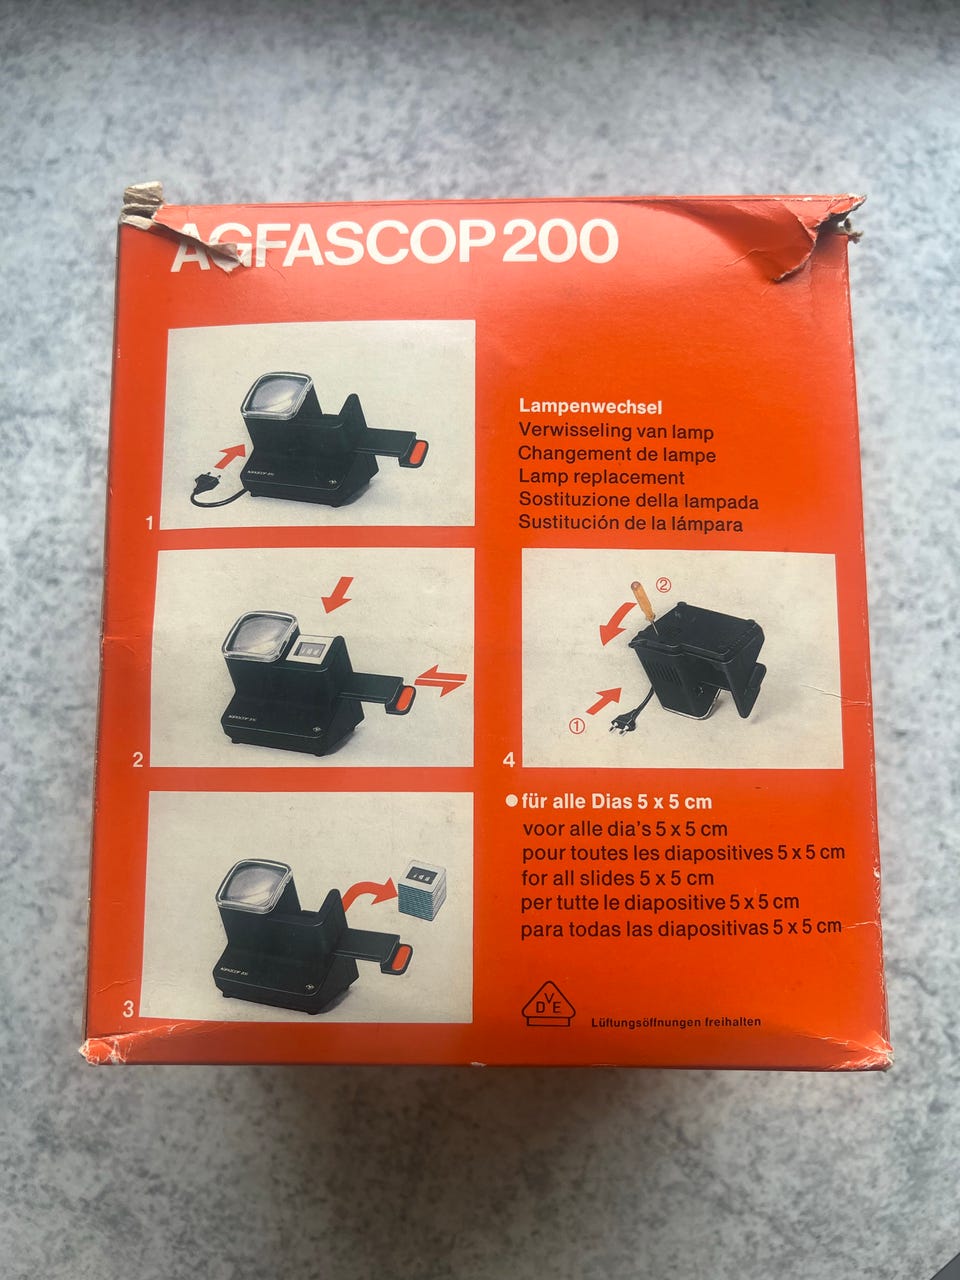 AGFASCOP 200
1
Lampenwechsel
Verwisseling van lamp
Changement de lampe
Lamp replacement
Sostituzione della lampada
Sustitución de la lámpara
2
4
②
①
● für alle Dias 5 x 5 cm
voor alle dia's 5 x 5 cm
pour toutes les diapositives 5 x 5 cm
for all slides 5 x 5 cm
per tutte le diapositive 5 x 5 cm
para todas las diapositivas 5 x 5 cm
3
DVE
Lüftungsöffnungen freihalten